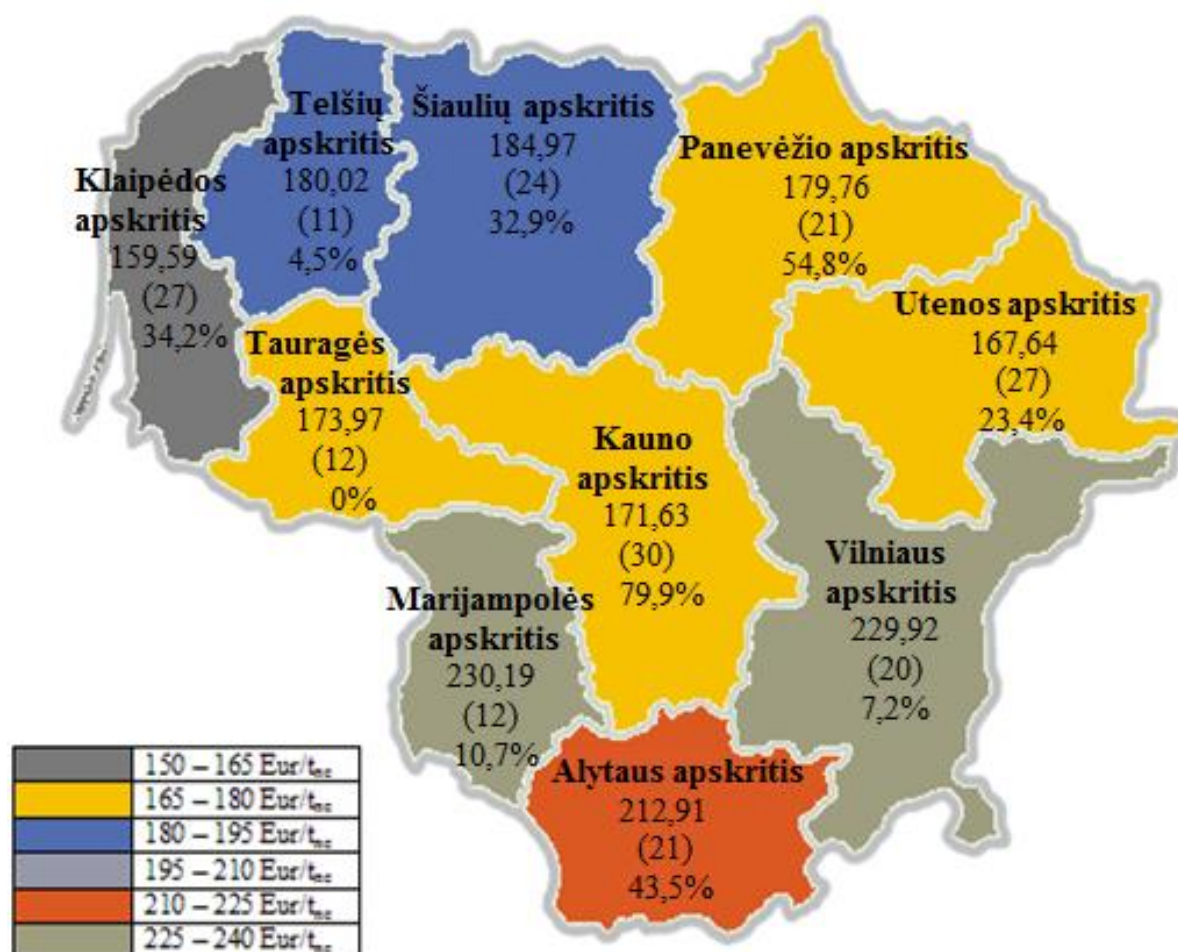 Telšių
apskritis
180,02
(11)
4,5%
Šiaulių apskritis
184,97
(24)
32,9%
Panevėžio apskritis
179,76
(21)
54,8%
Klaipėdos
apskritis
159,59
(27)
34,2%
Utenos apskritis
167,64
(27)
23,4%
Tauragės
apskritis
173,97
(12)
0%
Kauno
apskritis
171,63
(30)
79,9%
Vilniaus
apskritis
229,92
(20)
7,2%
Marijampolės
apskritis
230,19
(12)
10,7%
Alytaus apskritis
212,91
(21)
43,5%
150 – 165 Eur/tne
165 – 180 Eur/tne
180 – 195 Eur/tne
195 – 210 Eur/tne
210 – 225 Eur/tne
225 – 240 Eur/tne